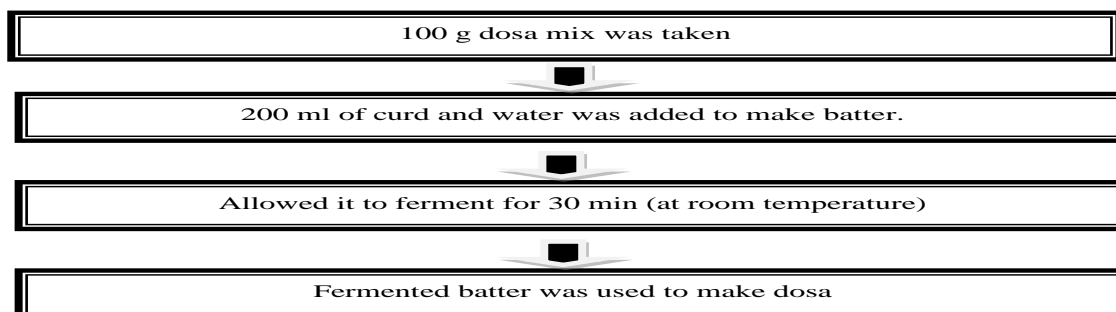 100 g dosa mix was taken
200 ml of curd and water was added to make batter.
Allowed it to ferment for 30 min (at room temperature)
Fermented batter was used to make dosa